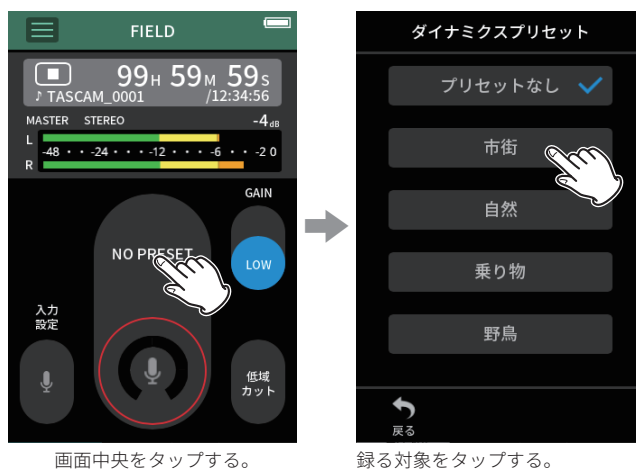 FIELD
99H 59M 59S
♪ TASCAM_0001 /12:34:56
MASTER STEREO -4dB
L
-48 ・ ・ -24 ・ ・ ・ -12 ・ ・ ・ -6 ・ ・ -2 0
R
GAIN
NO PRESET
LOW
入力
設定
低域
カット
画面中央をタップする。
ダイナミクスプリセット
プリセットなし
市街
自然
乗り物
野鳥
戻る
録る対象をタップする。